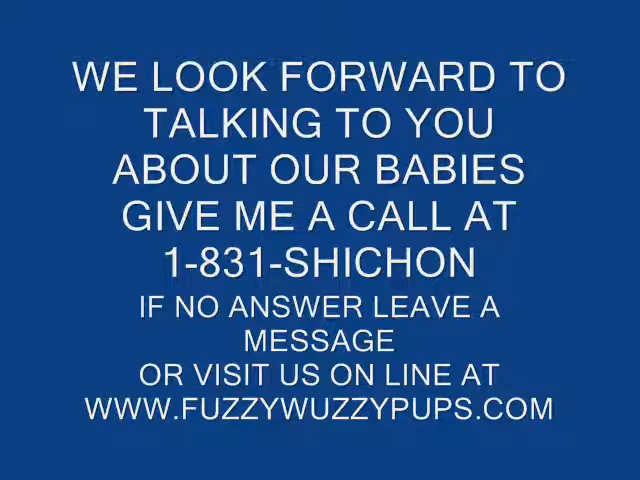 WE LOOK FORWARD TO
TALKING TO YOU
ABOUT OUR BABIES
GIVE ME A CALL AT
1-831-SHICHON
IF NO ANSWER LEAVE A
MESSAGE
OR VISIT US ON LINE AT
WWW.FUZZYWUZZYPUPS.COM